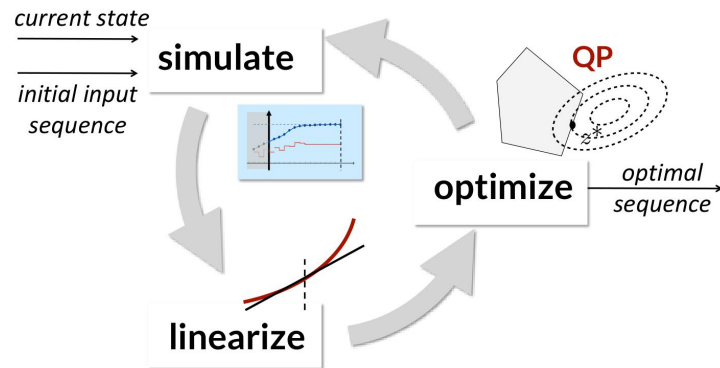 current state
simulate
initial input
sequence
QP
z*
optimize
optimal
sequence
linearize